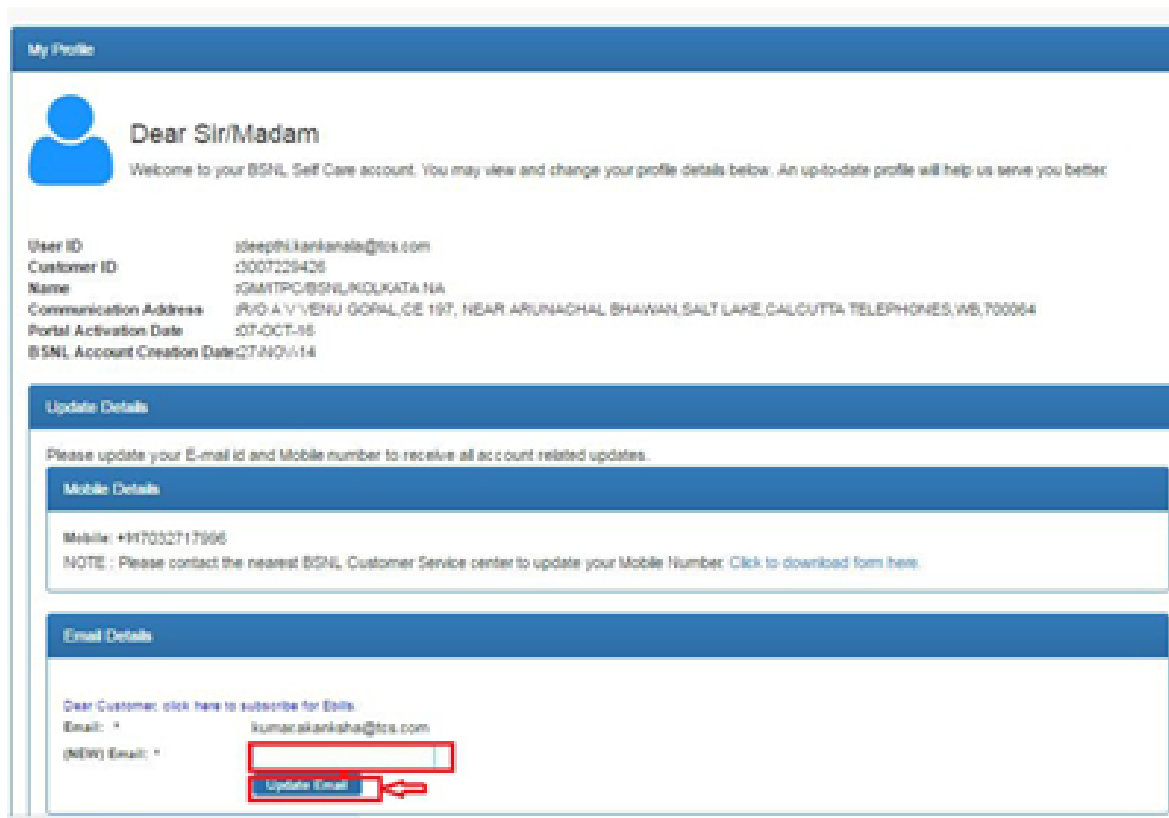 My Profile
Dear Sir/Madam
Welcome to your BSNL Self Care account. You may view and change your profile details below. An up-to-date profile will help us serve you better.
User ID :deepthi.kankanala@tcs.com
Customer ID :3007229426
Name :GM/ITPC/BSNL/KOLKATA NA
Communication Address :R/O A V VENU GOPAL,CE 197, NEAR ARUNACHAL BHAWAN,SALT LAKE,CALCUTTA TELEPHONES,WB,700064
Portal Activation Date :07-OCT-16
BSNL Account Creation Date:27-NOV-14
Update Details
Please update your E-mail id and Mobile number to receive all account related updates.
Mobile Details
Mobile: +917032717996
NOTE : Please contact the nearest BSNL Customer Service center to update your Mobile Number. Click to download form here.
Email Details
Dear Customer, click here to subscribe for Ebills.
Email: * kumar.akanksha@tcs.com
(NEW) Email: *
Update Email